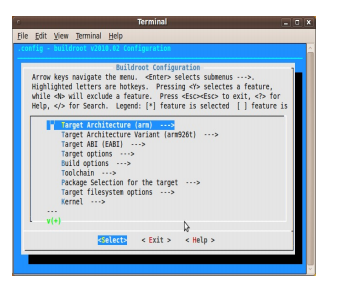 Terminal
File Edit View Terminal Help
.config - Buildroot v2010.02 Configuration
Buildroot Configuration
Arrow keys navigate the menu. <Enter> selects submenus --->.
Highlighted letters are hotkeys. Pressing <Y> selectes a feature,
while <N> will exclude a feature. Press <Esc><Esc> to exit, <?> for
Help, </> for Search. Legend: [*] feature is selected [ ] feature is
Target Architecture (arm) --->
Target Architecture Variant (arm926t) --->
Target ABI (EABI) --->
Target options --->
Build options --->
Toolchain --->
Package Selection for the target --->
Target filesystem options --->
Kernel --->
---
v(+)
<Select> < Exit > < Help >